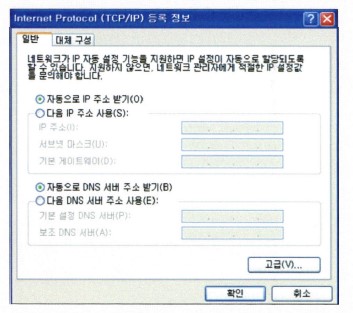 Internet Protocol (TCP/IP) 등록 정보
일반
대체 구성
네트워크가 IP 자동 설정 기능을 지원하면 IP 설정이 자동으로 할당되도록
할 수 있습니다. 지원하지 않으면, 네트워크 관리자에게 적절한 IP 설정값
을 문의해야 합니다.
자동으로 IP 주소 받기(O)
다음 IP 주소 사용(S):
IP 주소(I):
서브넷 마스크(U):
기본 게이트웨이(D):
자동으로 DNS 서버 주소 받기(B)
다음 DNS 서버 주소 사용(E):
기본 설정 DNS 서버(P):
보조 DNS 서버(A):
고급(V)...
확인
취소